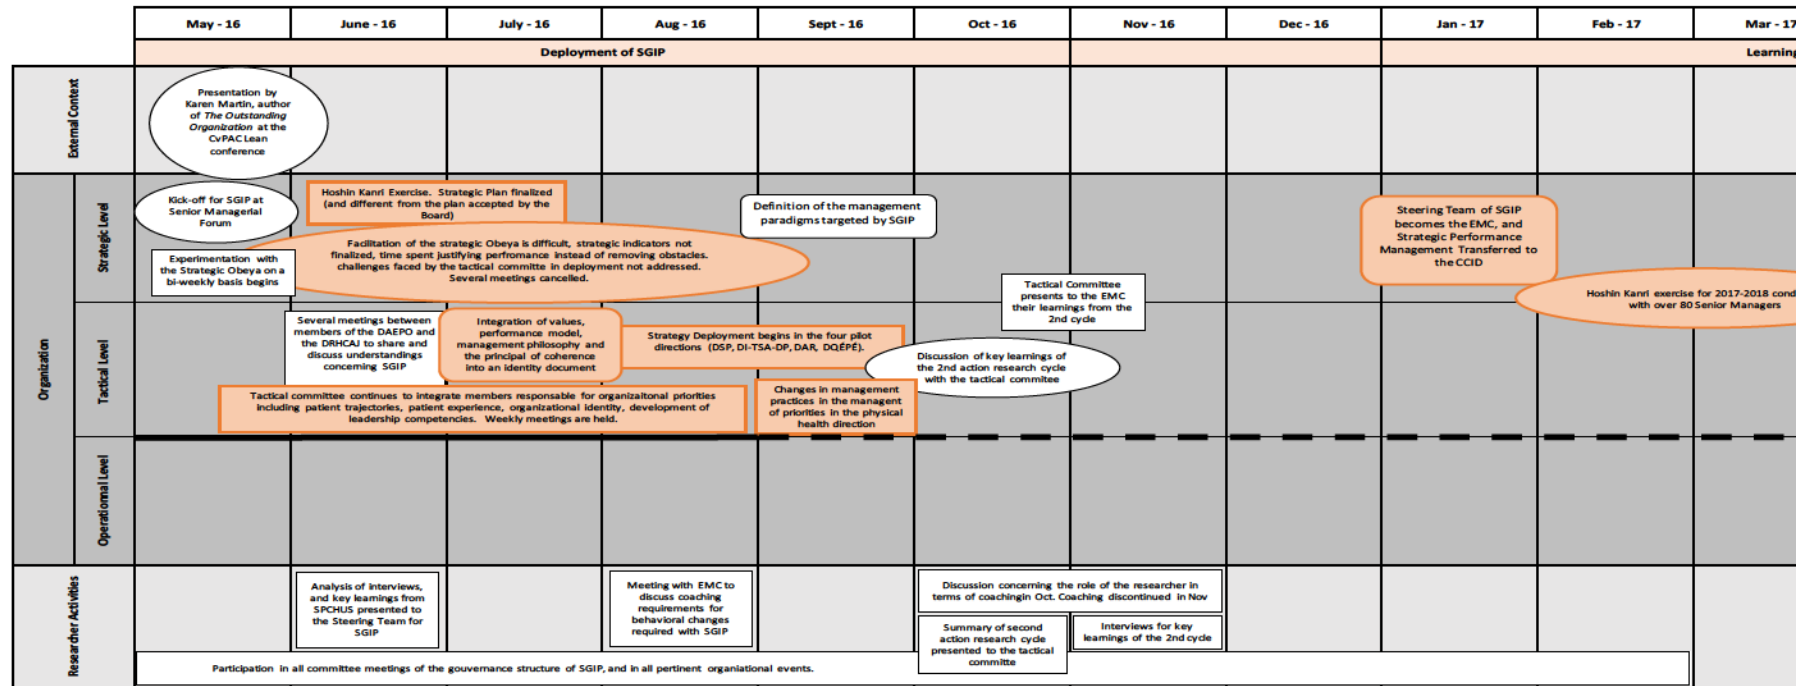 May - 16
June - 16
July - 16
Aug - 16
Sept - 16
Oct - 16
Nov - 16
Dec - 16
Jan - 17
Feb - 17
Mar - 17
Deployment of SGIP
Learning
External Context
Presentation by
Karen Martin, author
of The Outstanding
Organization at the
CvPAC Lean
conference
Organization
Strategic Level
Kick-off for SGIP at
Senior Managerial
Forum
Hoshin Kanri Exercise. Strategic Plan finalized
(and different from the plan accepted by the
Board)
Definition of the management
paradigms targeted by SGIP
Steering Team of SGIP
becomes the EMC, and
Strategic Performance
Management Transferred to
the CCID
Experimentation with
the Strategic Obeya on a
bi-weekly basis begins
Facilitation of the strategic Obeya is difficult, strategic indicators not
finalized, time spent justifying perfromance instead of removing obstacles.
challenges faced by the tactical committe in deployment not addressed.
Several meetings cancelled.
Tactical Committee
presents to the EMC
their learnings from the
2nd cycle
Hoshin Kanri exercise for 2017-2018 cond
with over 80 Senior Managers
Tactical Level
Several meetings between
members of the DAEPO and
the DRHCAJ to share and
discuss understandings
concerning SGIP
Integration of values,
performance model,
management philosophy and
the principal of coherence
into an identity document
Strategy Deployment begins in the four pilot
directions (DSP, DI-TSA-DP, DAR, DQÉPÉ).
Discussion of key learnings of
the 2nd action research cycle
with the tactical commitee
Tactical committee continues to integrate members responsable for organizaitonal priorities
including patient trajectories, patient experience, organizational identity, development of
leadership competencies. Weekly meetings are held.
Changes in management
practices in the managent
of priorities in the physical
health direction
Operationnal Level
Researcher Activities
Analysis of interviews,
and key learnings from
SPCHUS presented to
the Steering Team for
SGIP
Meeting with EMC to
discuss coaching
requirements for
behavioral changes
required with SGIP
Discussion concerning the role of the researcher in
terms of coachingin Oct. Coaching discontinued in Nov
Summary of second
action research cycle
presented to the tactical
committe
Interviews for key
learnings of the 2nd cycle
Participation in all committee meetings of the gouvernance structure of SGIP, and in all pertinent organiational events.